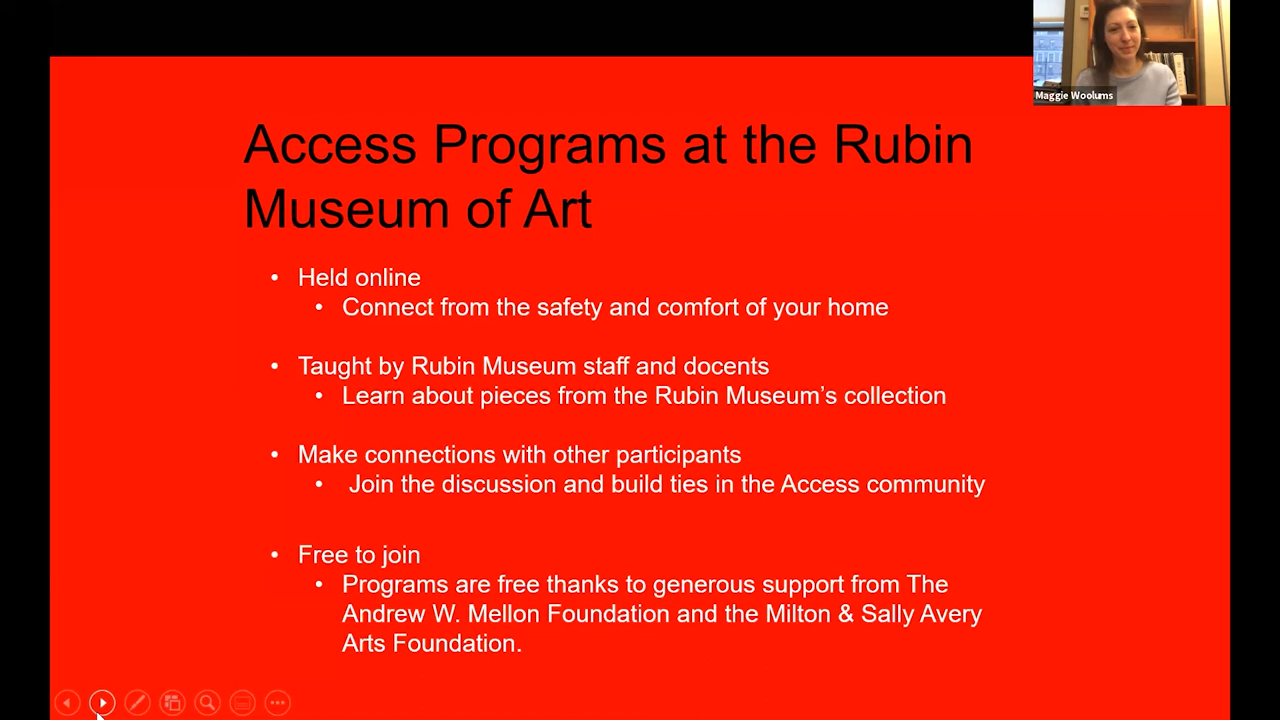 Maggie Woolums
Access Programs at the Rubin
Museum of Art
• Held online
• Connect from the safety and comfort of your home
• Taught by Rubin Museum staff and docents
• Learn about pieces from the Rubin Museum’s collection
• Make connections with other participants
• Join the discussion and build ties in the Access community
• Free to join
• Programs are free thanks to generous support from The
Andrew W. Mellon Foundation and the Milton & Sally Avery
Arts Foundation.